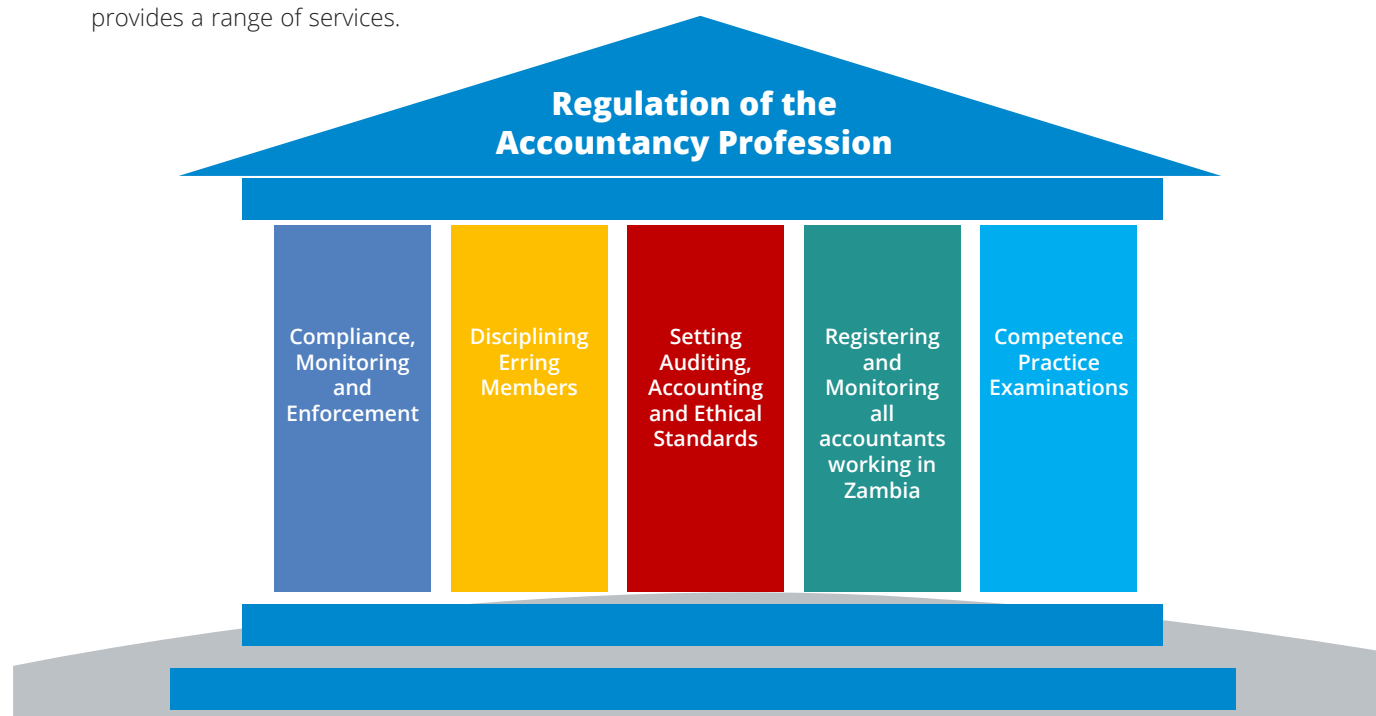 provides a range of services.
Regulation of the
Accountancy Profession
Compliance,
Monitoring
and
Enforcement
Disciplining
Erring
Members
Setting
Auditing,
Accounting
and Ethical
Standards
Registering
and
Monitoring
all
accountants
working in
Zambia
Competence
Practice
Examinations